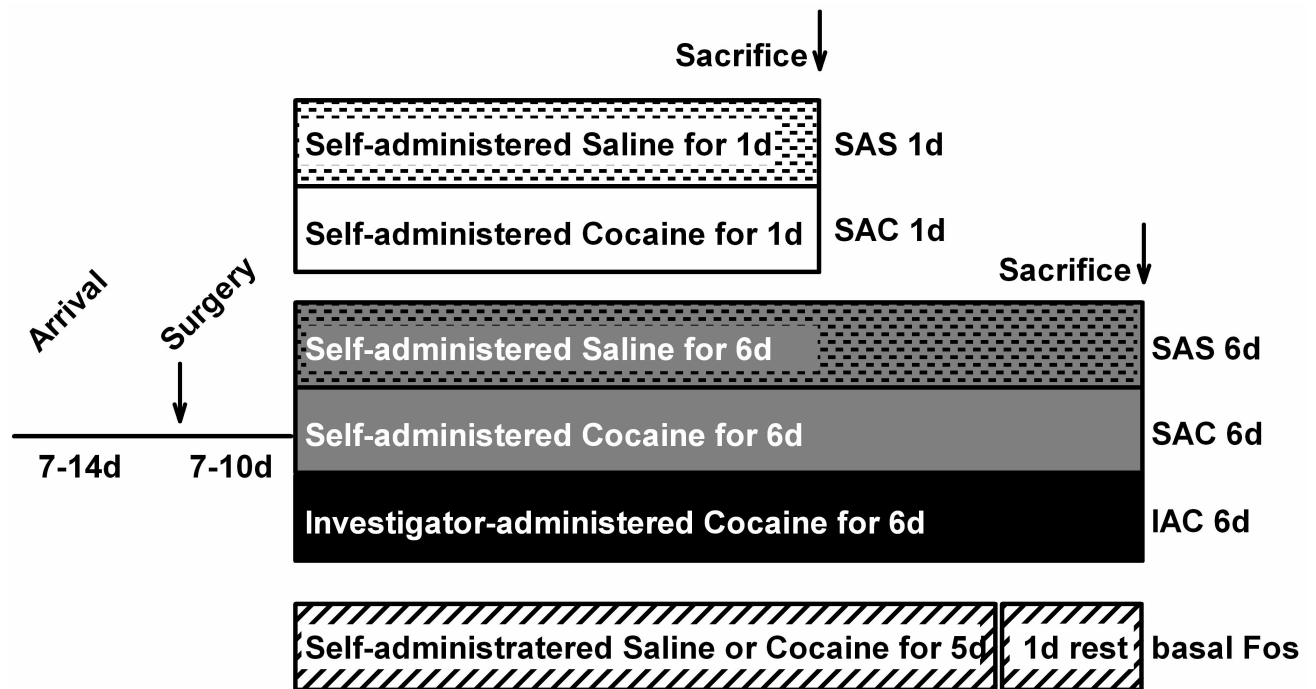 Sacrifice
Self-administered Saline for 1d
SAS 1d
Self-administered Cocaine for 1d
SAC 1d
Sacrifice
Arrival
Surgery
Self-administered Saline for 6d
SAS 6d
Self-administered Cocaine for 6d
SAC 6d
7-14d
7-10d
Investigator-administered Cocaine for 6d
IAC 6d
Self-administratered Saline or Cocaine for 5d
1d rest
basal Fos